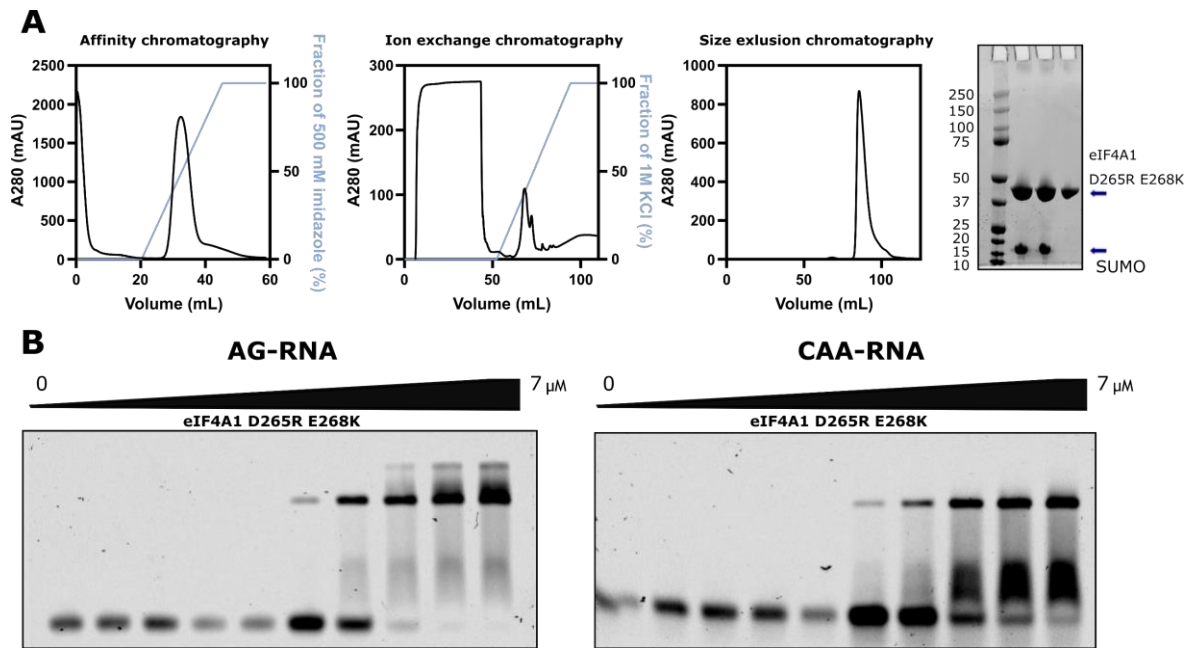 A
Affinity chromatography
2500
2000
1500
1000
500
0
A280 (mAU)
0 20 40 60
Volume (mL)
100
50
0
Fraction of 500 mm imidazole (%)
Ion exchange chromatography
300
200
100
0
A280 (mAU)
0 50 100
Volume (mL)
100
50
0
Fraction of 1M KCl (%)
Size exlusion chromatography
1000
800
600
400
200
0
A280 (mAU)
0 50 100
Volume (mL)
250
150
100
75
50
37
25
20
15
10
eIF4A1
D265R E268K
SUMO
B
AG-RNA
0 7 µM
eIF4A1 D265R E268K
CAA-RNA
0 7 µM
eIF4A1 D265R E268K